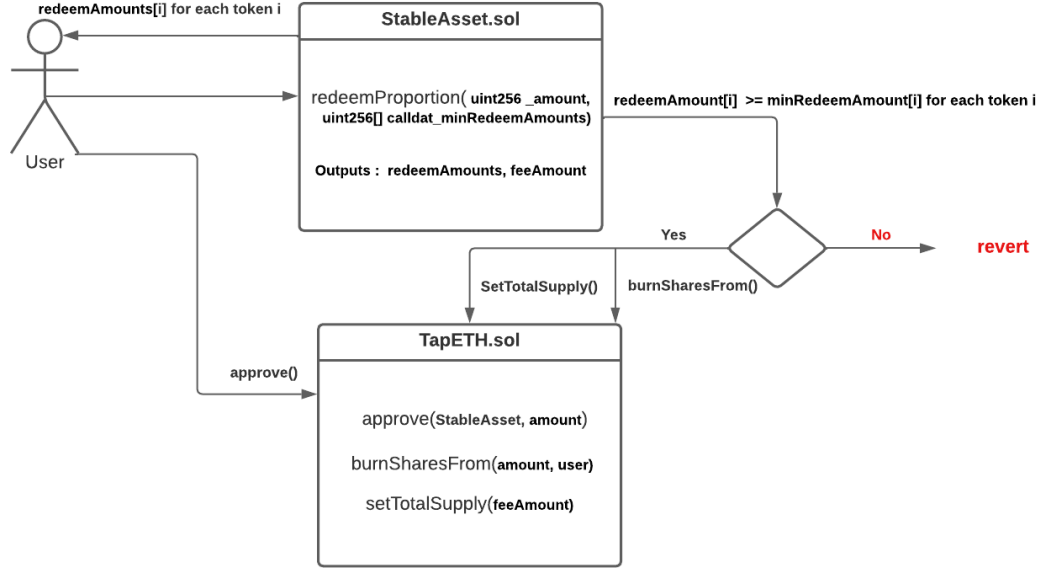 redeemAmounts[i] for each token i
StableAsset.sol
redeemProportion( uint256 _amount,
uint256[] calldat_minRedeemAmounts)
Outputs : redeemAmounts, feeAmount
User
redeemAmount[i] >= minRedeemAmount[i] for each token i
Yes
No
revert
SetTotalSupply()
burnSharesFrom()
TapETH.sol
approve()
approve(StableAsset, amount)
burnSharesFrom(amount, user)
setTotalSupply(feeAmount)